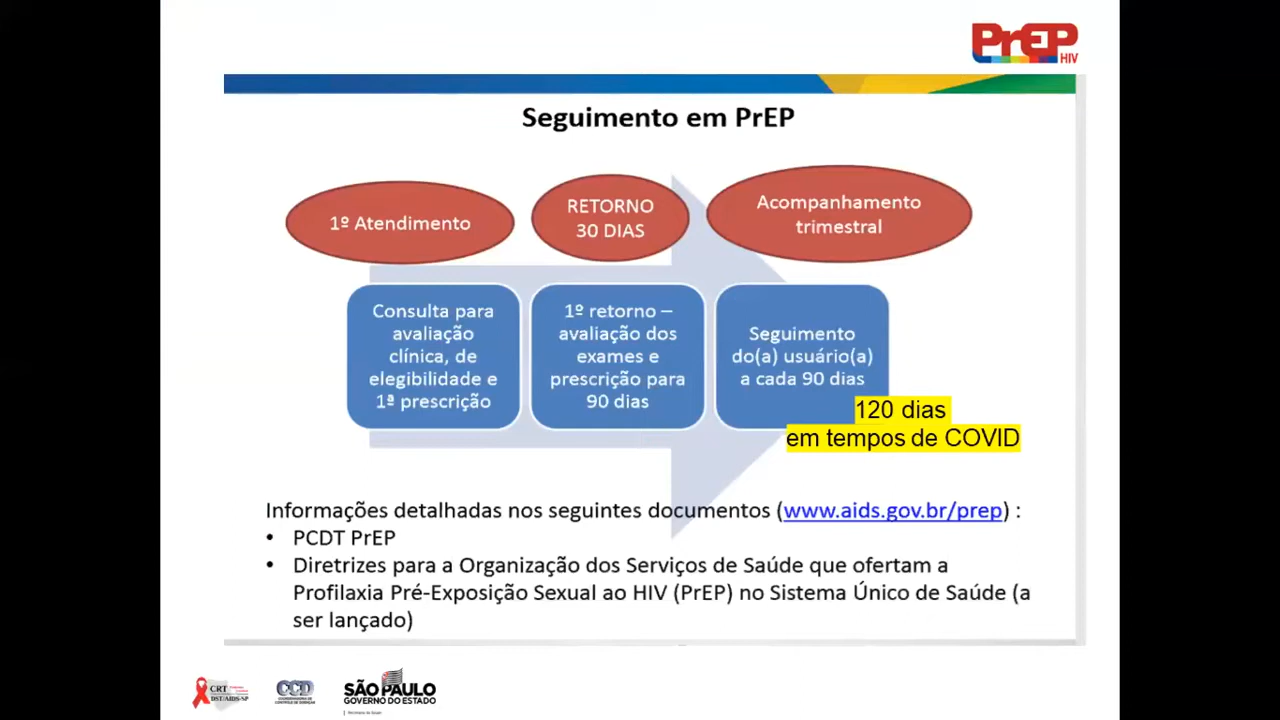 PrEP
HIV
Seguimento em PrEP
1º Atendimento
RETORNO
30 DIAS
Acompanhamento
trimestral
Consulta para
avaliação
clínica, de
elegibilidade e
1ª prescrição
1º retorno –
avaliação dos
exames e
prescrição para
90 dias
Seguimento
do(a) usuário(a)
a cada 90 dias
120 dias
em tempos de COVID
Informações detalhadas nos seguintes documentos (www.aids.gov.br/prep) :
• PCDT PrEP
• Diretrizes para a Organização dos Serviços de Saúde que ofertam a
Profilaxia Pré-Exposição Sexual ao HIV (PrEP) no Sistema Único de Saúde (a
ser lançado)
CRT
DST/AIDS-SP
CCD
COORDENADORIA DE
CONTROLE DE DOENÇAS
SÃO PAULO
GOVERNO DO ESTADO
Secretaria da Saúde